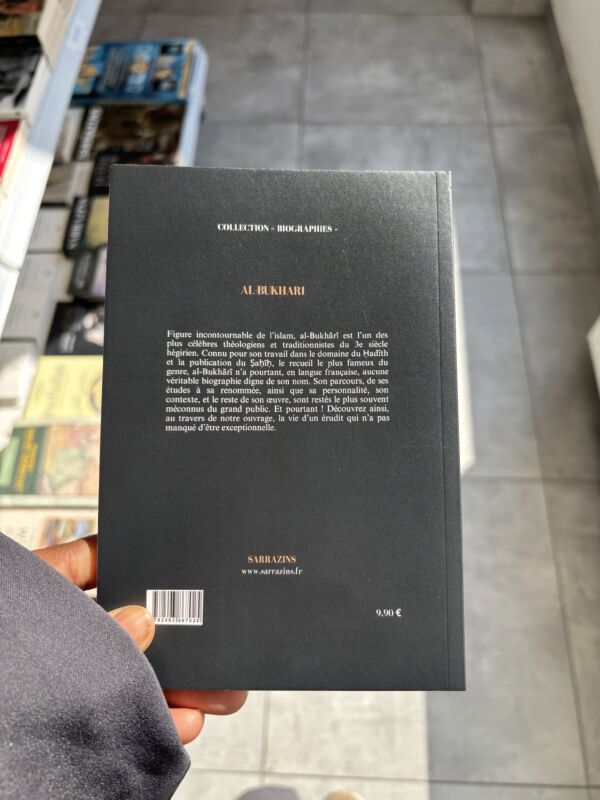 COLLECTION « BIOGRAPHIES »
AL-BUKHARI
Figure incontournable de l'islam, al-Bukhārī est l'un des
plus célèbres théologiens et traditionnistes du 3e siècle
hégirien. Connu pour son travail dans le domaine du Ḥadīth
et la publication du Ṣaḥīḥ, le recueil le plus fameux du
genre, al-Bukhārī n'a pourtant, en langue française, aucune
véritable biographie digne de son nom. Son parcours, de ses
études à sa renommée, ainsi que sa personnalité, son
contexte, et le reste de son œuvre, sont restés le plus souvent
méconnus du grand public. Et pourtant ! Découvrez ainsi,
au travers de notre ouvrage, la vie d'un érudit qui n'a pas
manqué d'être exceptionnelle.
SARRAZINS
www.sarrazins.fr
9,90 €